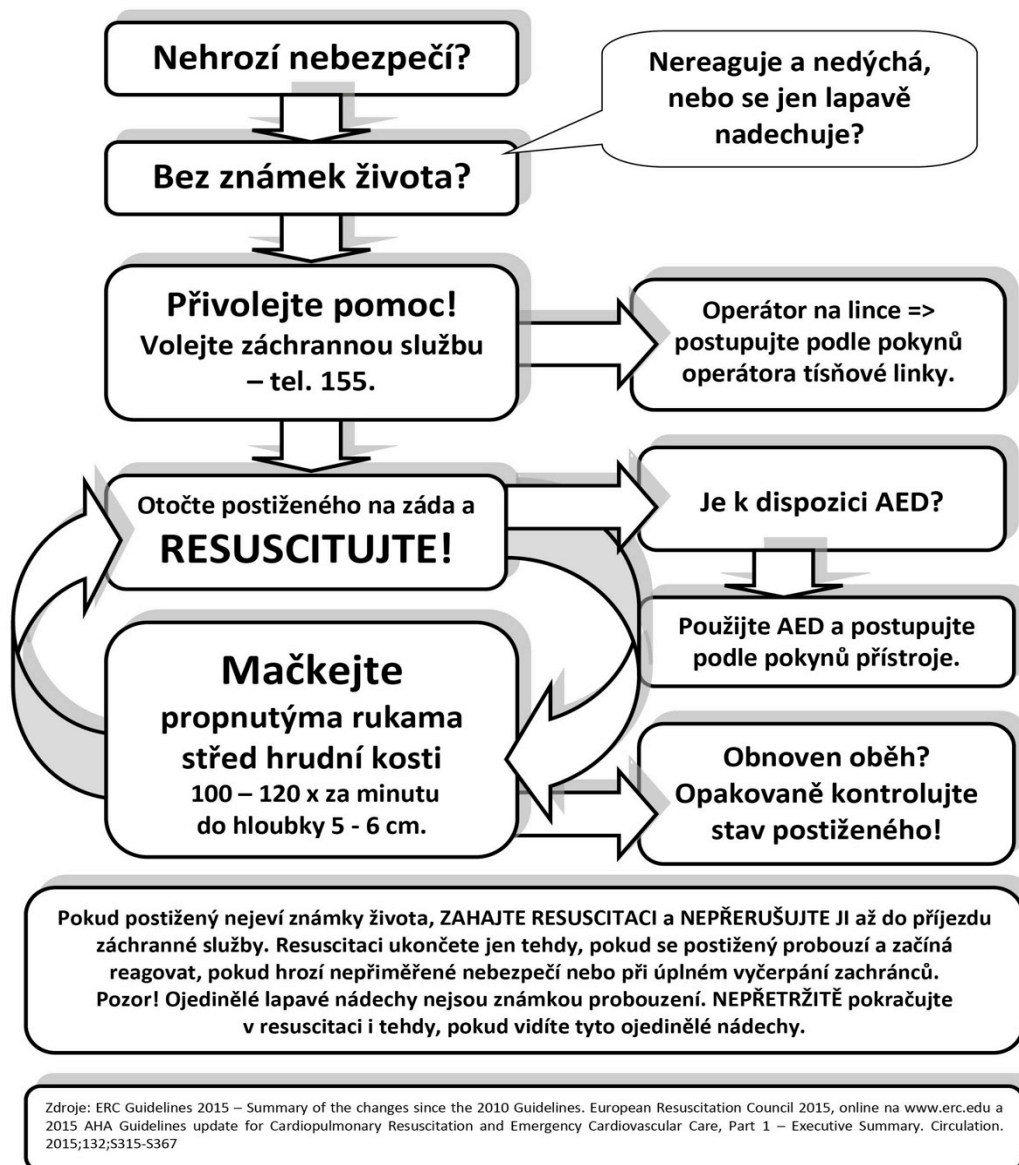 Nehrozí nebezpečí?
Nereaguje a nedýchá,
nebo se jen lapavě
nadechuje?
Bez známek života?
Přivolejte pomoc!
Volejte záchrannou službu
– tel. 155.
Operátor na lince =>
postupujte podle pokynů
operátora tísňové linky.
Otočte postiženého na záda a
RESUSCITUJTE!
Je k dispozici AED?
Použijte AED a postupujte
podle pokynů přístroje.
Mačkejte
propnutýma rukama
střed hrudní kosti
100 – 120 x za minutu
do hloubky 5 - 6 cm.
Obnoven oběh?
Opakovaně kontrolujte
stav postiženého!
Pokud postižený nejeví známky života, ZAHAJTE RESUSCITACI a NEPŘERUŠUJTE JI až do příjezdu
záchranné služby. Resuscitaci ukončete jen tehdy, pokud se postižený probouzí a začíná
reagovat, pokud hrozí nepřiměřené nebezpečí nebo při úplném vyčerpání zachránců.
Pozor! Ojedinělé lapavé nádechy nejsou známkou probouzení. NEPŘETRŽITĚ pokračujte
v resuscitaci i tehdy, pokud vidíte tyto ojedinělé nádechy.
Zdroje: ERC Guidelines 2015 – Summary of the changes since the 2010 Guidelines. European Resuscitation Council 2015, online na www.erc.edu a
2015 AHA Guidelines update for Cardiopulmonary Resuscitation and Emergency Cardiovascular Care, Part 1 – Executive Summary. Circulation.
2015;132;S315-S367